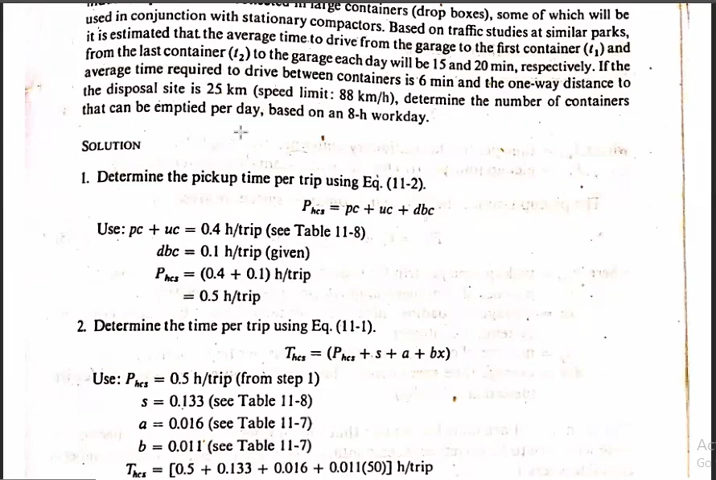 in large containers (drop boxes), some of which will be
used in conjunction with stationary compactors. Based on traffic studies at similar parks,
it is estimated that the average time to drive from the garage to the first container (t₁) and
from the last container (t₂) to the garage each day will be 15 and 20 min, respectively. If the
average time required to drive between containers is 6 min and the one-way distance to
the disposal site is 25 km (speed limit: 88 km/h), determine the number of containers
that can be emptied per day, based on an 8-h workday.
SOLUTION
1. Determine the pickup time per trip using Eq. (11-2).
Phcs = pc + uc + dbc
Use: pc + uc = 0.4 h/trip (see Table 11-8)
dbc = 0.1 h/trip (given)
Phcs = (0.4 + 0.1) h/trip
= 0.5 h/trip
2. Determine the time per trip using Eq. (11-1).
Thcs = (Phcs + s + a + bx)
Use: Phcs = 0.5 h/trip (from step 1)
s = 0.133 (see Table 11-8)
a = 0.016 (see Table 11-7)
b = 0.011 (see Table 11-7)
Thcs = [0.5 + 0.133 + 0.016 + 0.011(50)] h/trip